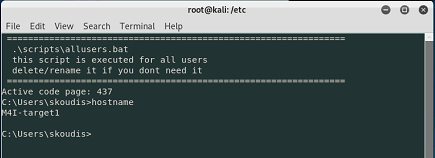 root@kali: /etc
File Edit View Search Terminal Help
================================================================
.\scripts\allusers.bat
this script is executed for all users
delete/rename it if you dont need it
================================================================
Active code page: 437
C:\Users\skoudis>hostname
M4I-target1
C:\Users\skoudis>